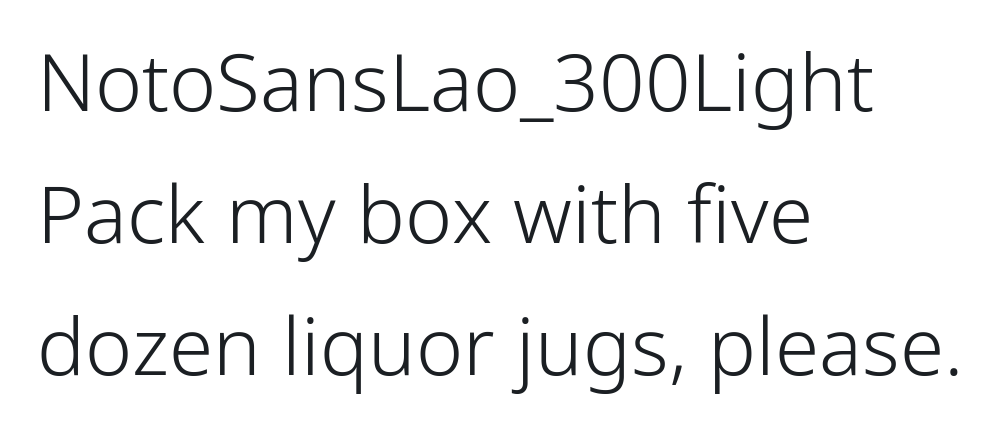 NotoSansLao_300Light
Pack my box with five
dozen liquor jugs, please.